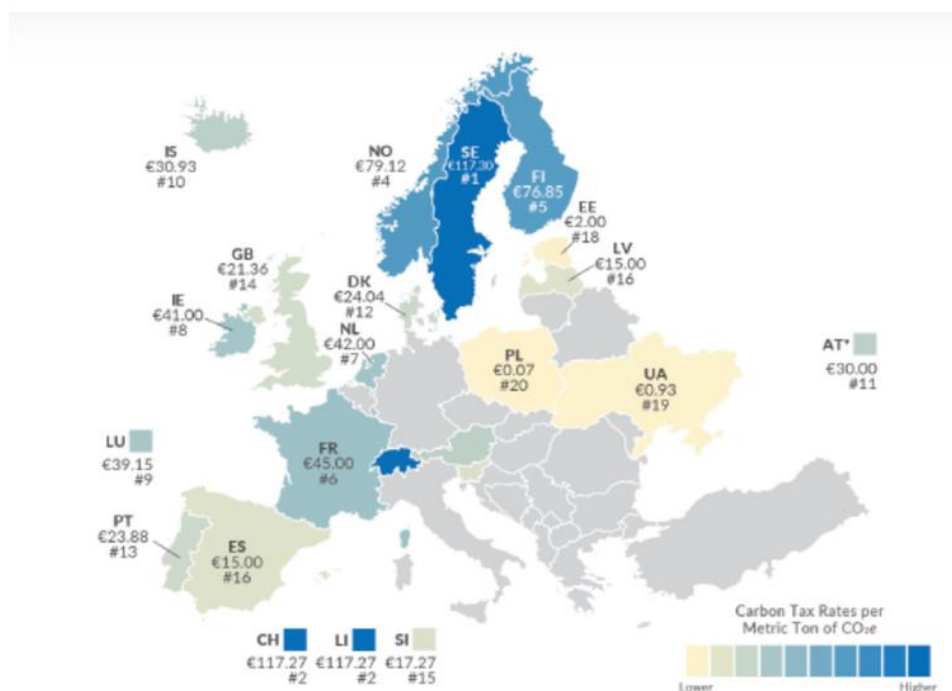 IS
€30.93
#10
NO
€79.12
#4
SE
€117.30
#1
FI
€76.85
#5
EE
€2.00
#18
LV
€15.00
#16
GB
€21.36
#14
IE
€41.00
#8
DK
€24.04
#12
NL
€42.00
#7
PL
€0.07
#20
UA
€0.93
#19
AT*
€30.00
#11
LU
€39.15
#9
FR
€45.00
#6
PT
€23.88
#13
ES
€15.00
#16
CH
€117.27
#2
LI
€117.27
#2
SI
€17.27
#15
Carbon Tax Rates per
Metric Ton of CO₂e
Lower
Higher